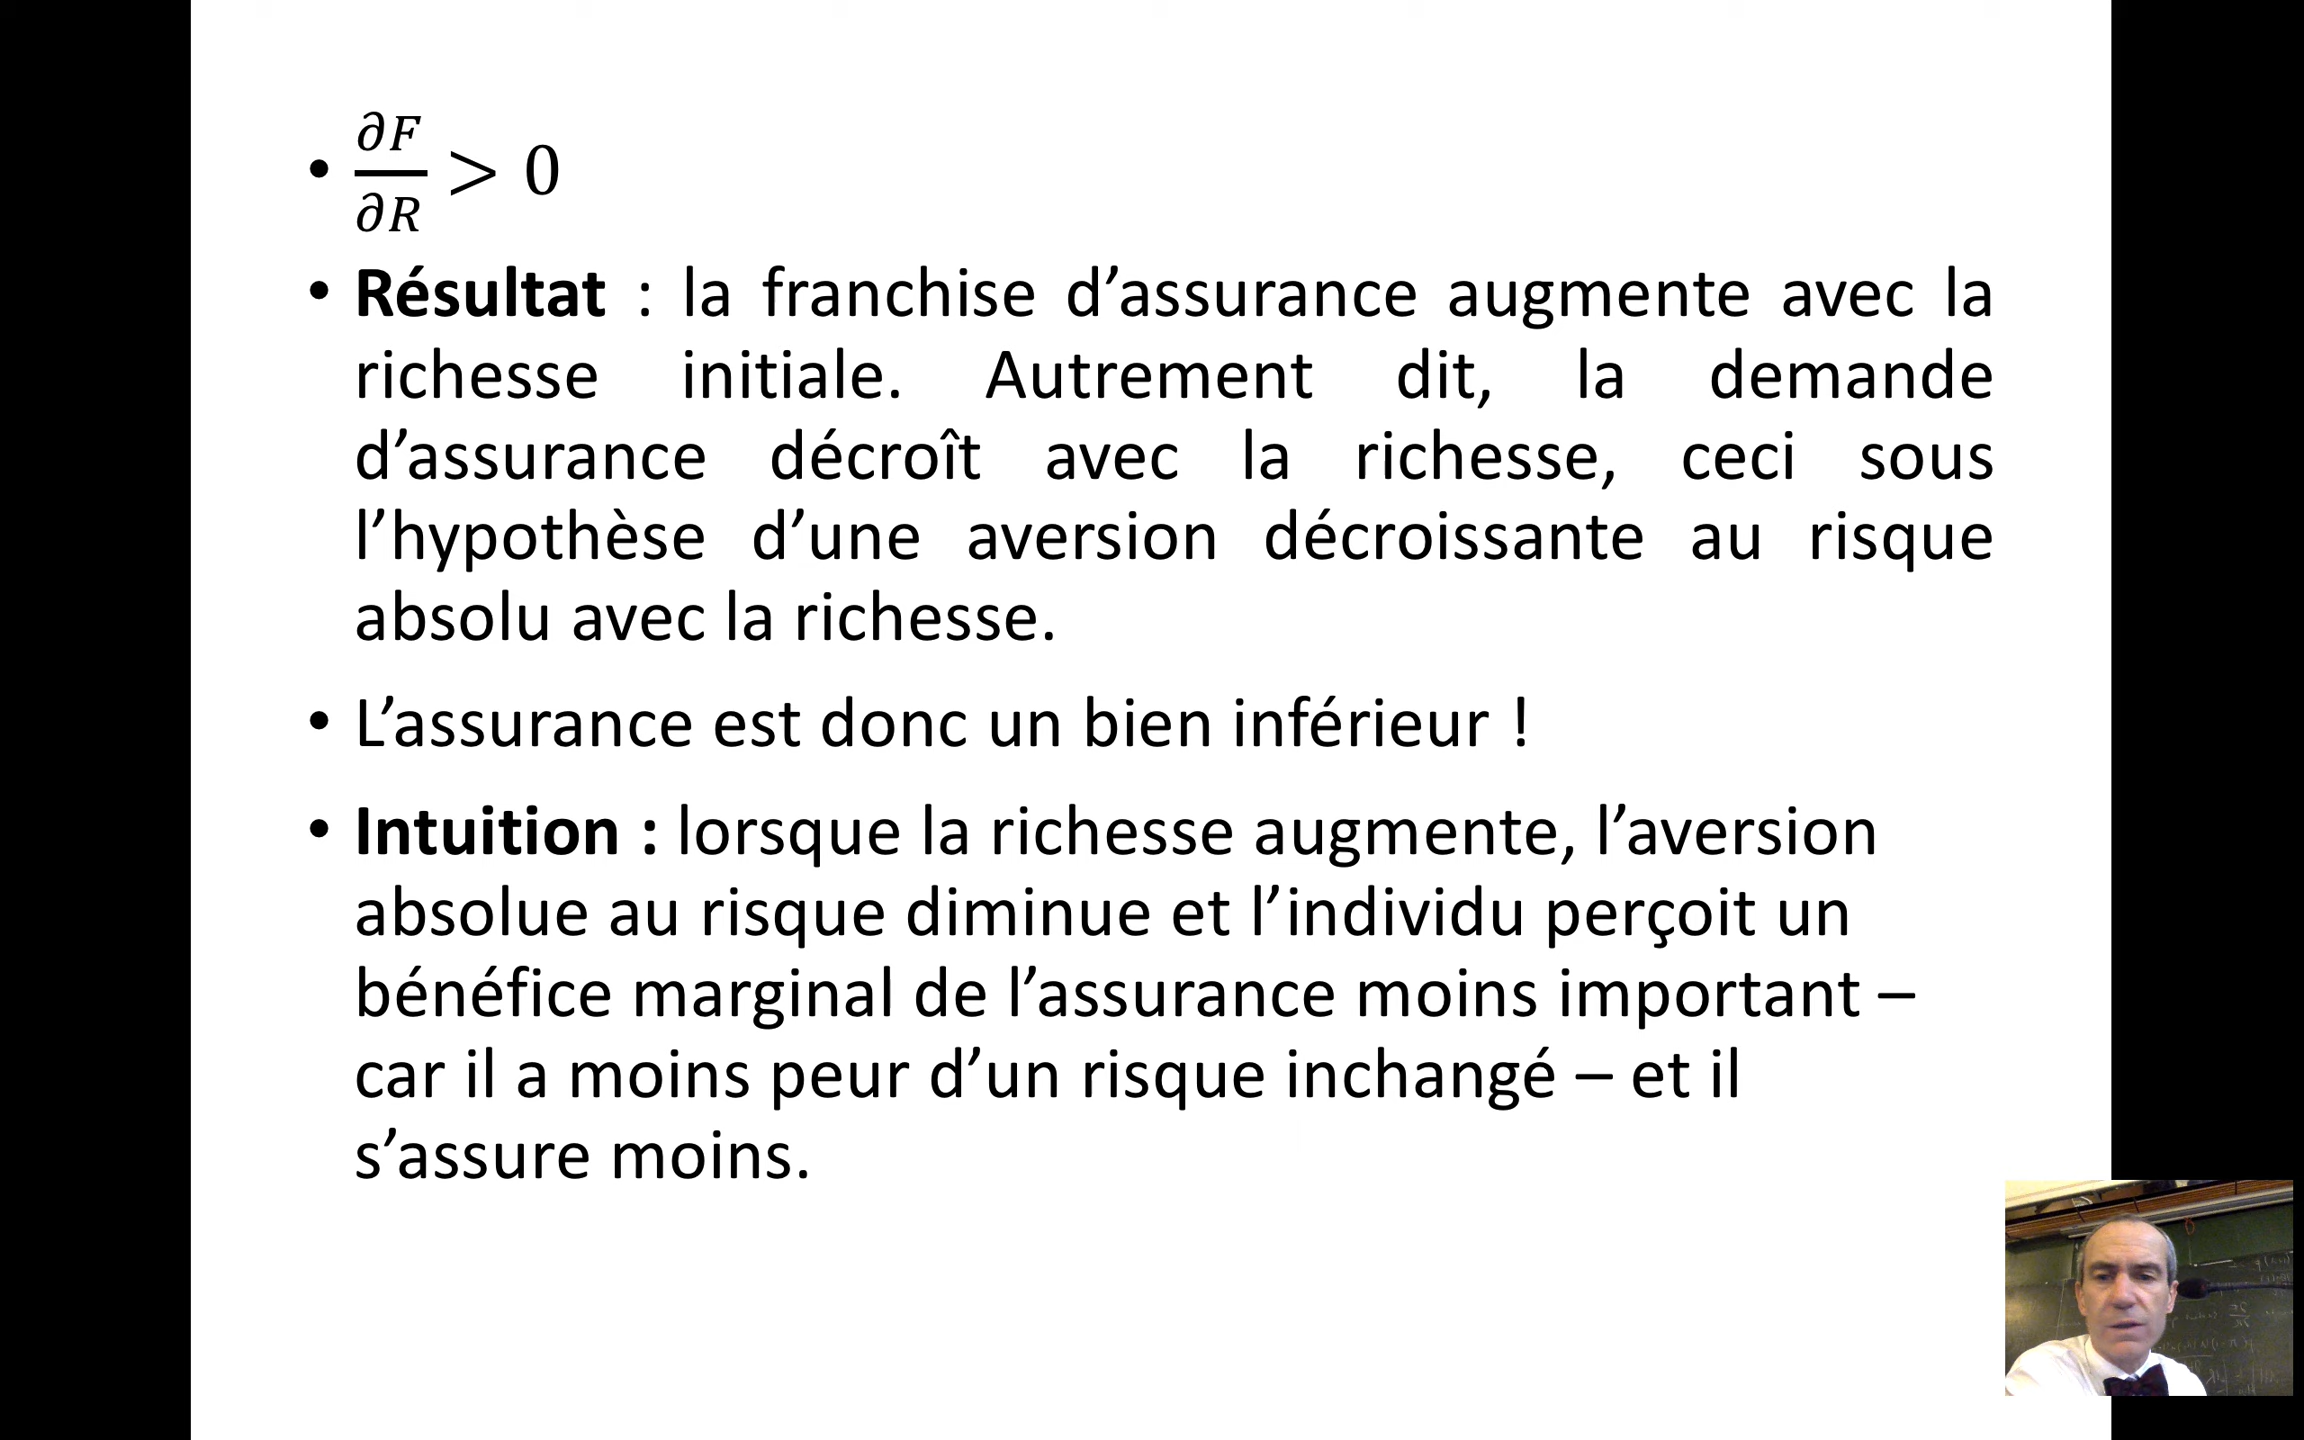 • ∂F/∂R > 0
• Résultat : la franchise d’assurance augmente avec la
richesse initiale. Autrement dit, la demande
d’assurance décroît avec la richesse, ceci sous
l’hypothèse d’une aversion décroissante au risque
absolu avec la richesse.
• L’assurance est donc un bien inférieur !
• Intuition : lorsque la richesse augmente, l’aversion
absolue au risque diminue et l’individu perçoit un
bénéfice marginal de l’assurance moins important –
car il a moins peur d’un risque inchangé – et il
s’assure moins.